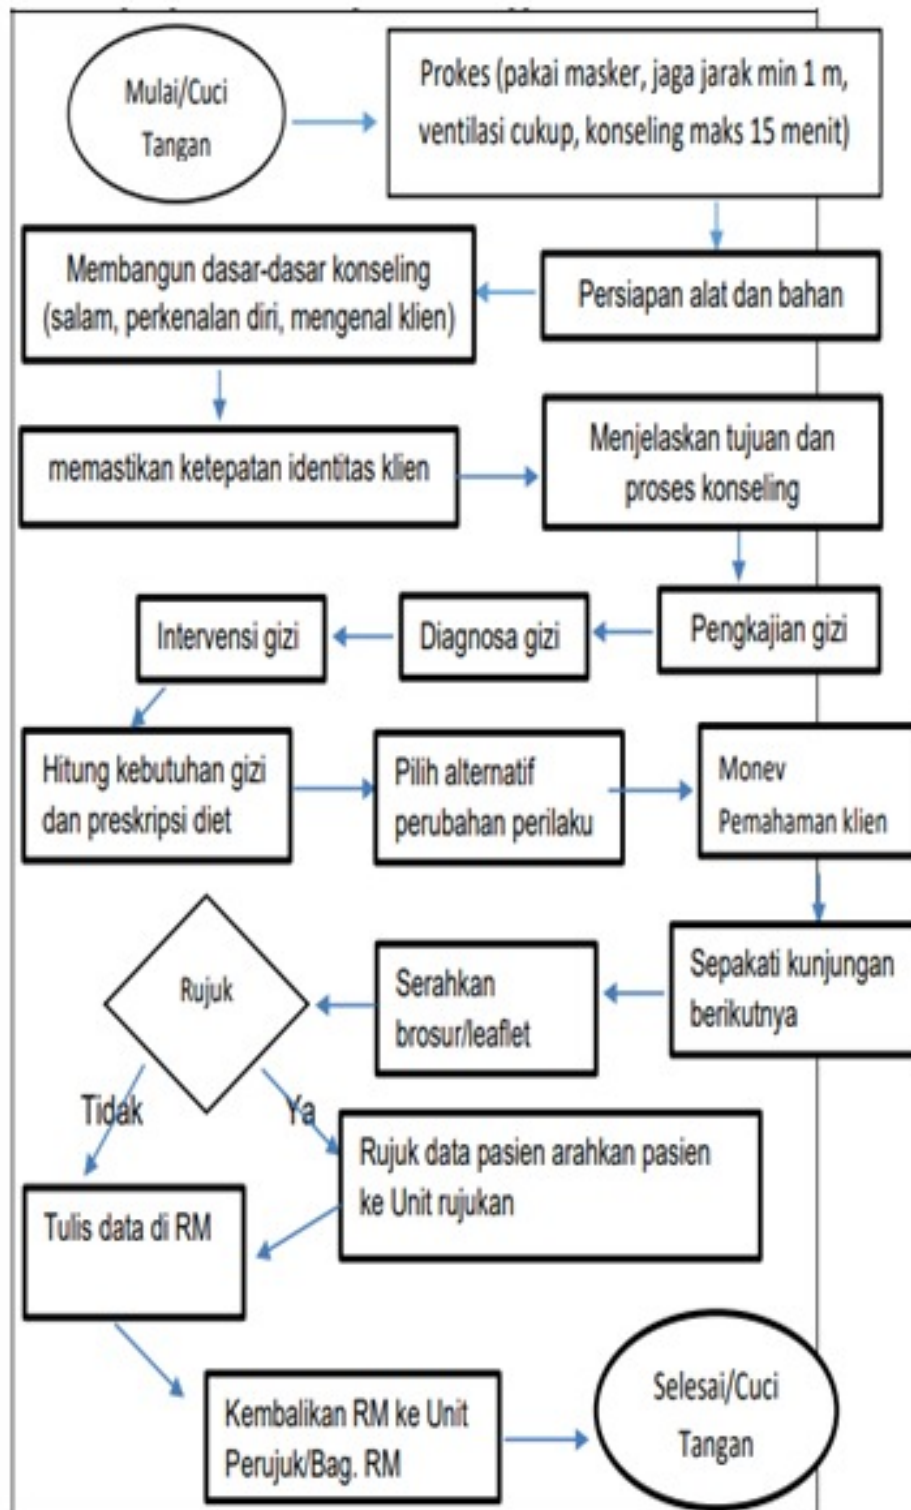 Mulai/Cuci
Tangan
Prokes (pakai masker, jaga jarak min 1 m,
ventilasi cukup, konseling maks 15 menit)
Persiapan alat dan bahan
Membangun dasar-dasar konseling
(salam, perkenalan diri, mengenal klien)
memastikan ketepatan identitas klien
Menjelaskan tujuan dan
proses konseling
Pengkajian gizi
Diagnosa gizi
Intervensi gizi
Hitung kebutuhan gizi
dan preskripsi diet
Pilih alternatif
perubahan perilaku
Monev
Pemahaman klien
Sepakati kunjungan
berikutnya
Serahkan
brosur/leaflet
Rujuk
Tidak
Ya
Rujuk data pasien arahkan pasien
ke Unit rujukan
Tulis data di RM
Kembalikan RM ke Unit
Perujuk/Bag. RM
Selesai/Cuci
Tangan